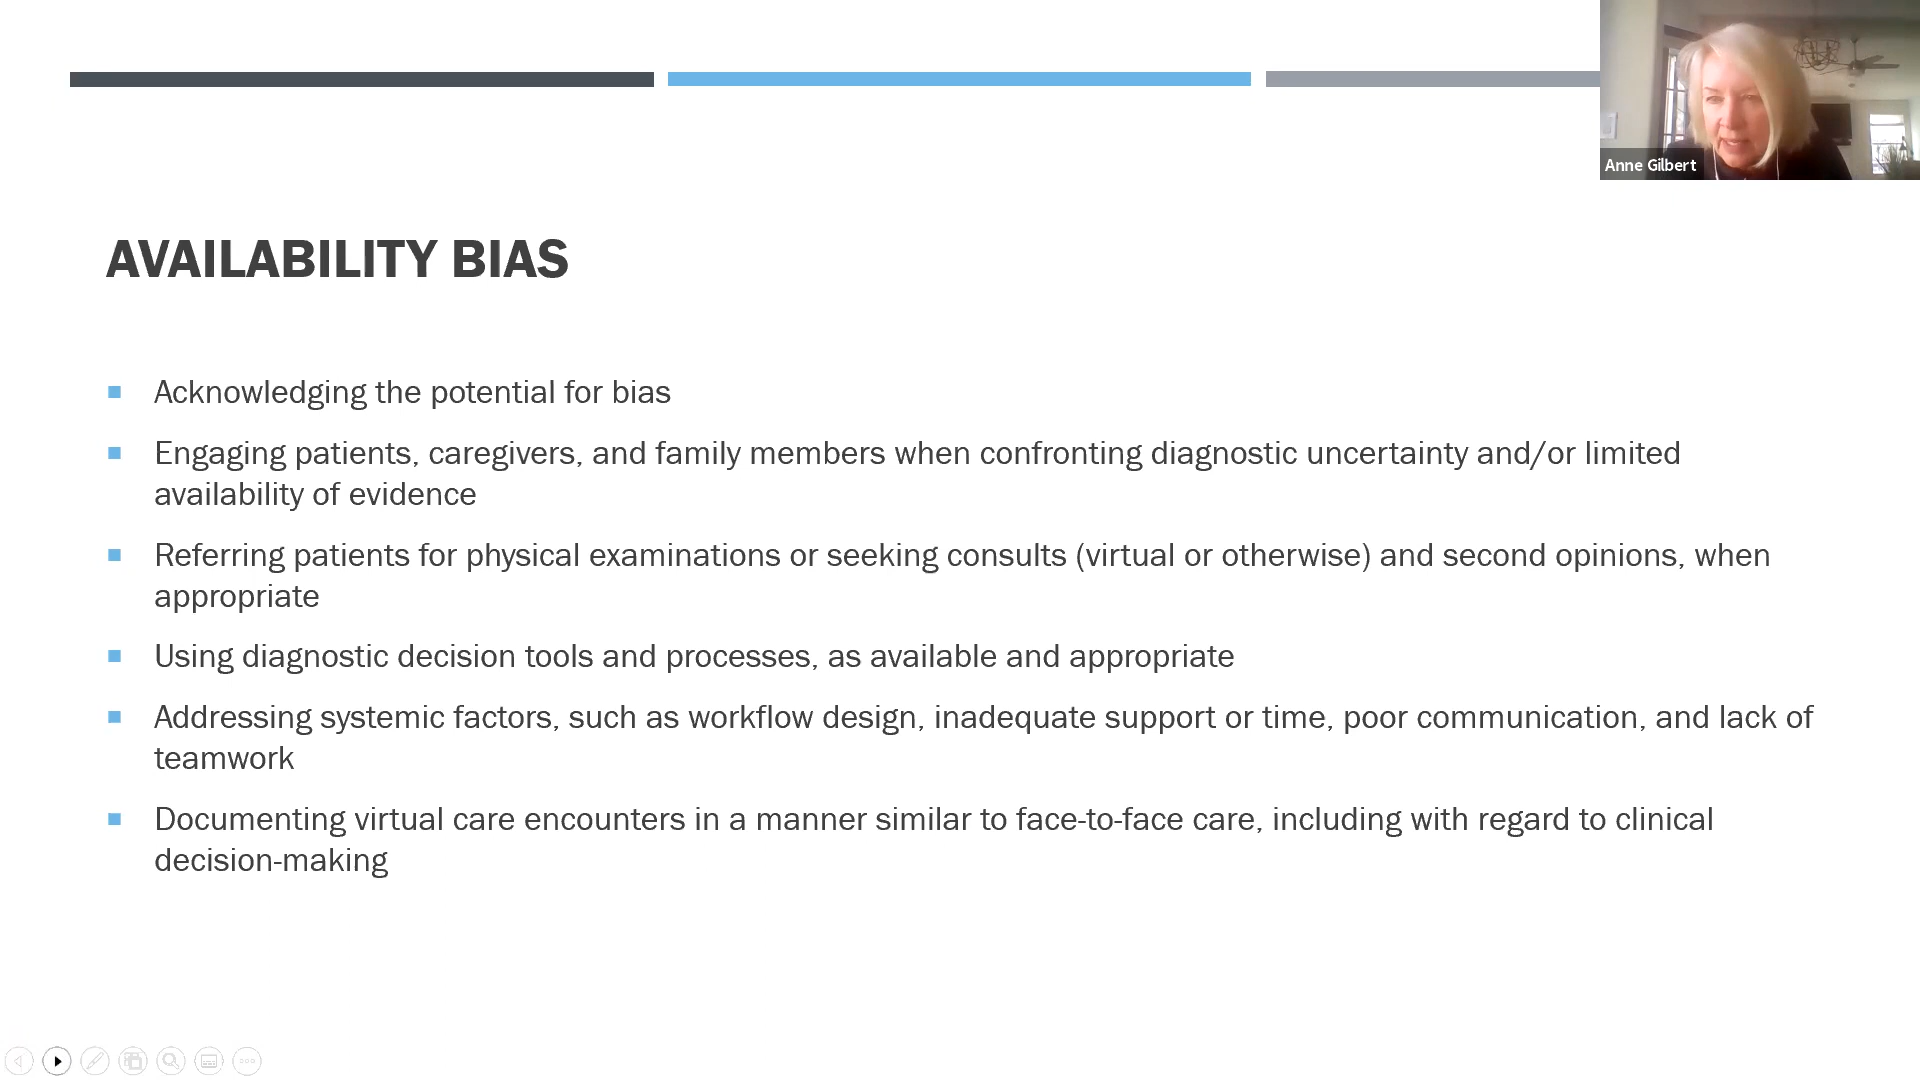 Anne Gilbert
AVAILABILITY BIAS
Acknowledging the potential for bias
Engaging patients, caregivers, and family members when confronting diagnostic uncertainty and/or limited
availability of evidence
Referring patients for physical examinations or seeking consults (virtual or otherwise) and second opinions, when
appropriate
Using diagnostic decision tools and processes, as available and appropriate
Addressing systemic factors, such as workflow design, inadequate support or time, poor communication, and lack of
teamwork
Documenting virtual care encounters in a manner similar to face-to-face care, including with regard to clinical
decision-making